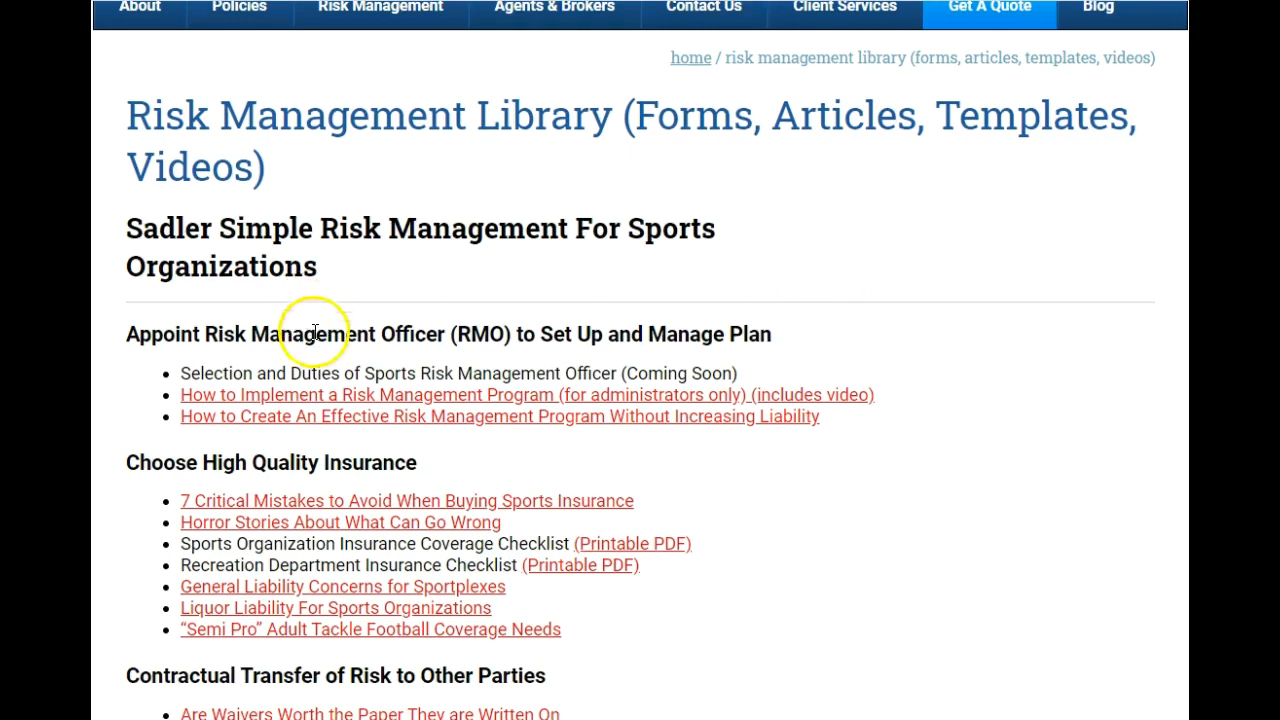 About Policies Risk Management Agents & Brokers Contact Us Client Services Get A Quote Blog
home / risk management library (forms, articles, templates, videos)
Risk Management Library (Forms, Articles, Templates,
Videos)
Sadler Simple Risk Management For Sports
Organizations
Appoint Risk Management Officer (RMO) to Set Up and Manage Plan
• Selection and Duties of Sports Risk Management Officer (Coming Soon)
• How to Implement a Risk Management Program (for administrators only) (includes video)
• How to Create An Effective Risk Management Program Without Increasing Liability
Choose High Quality Insurance
• 7 Critical Mistakes to Avoid When Buying Sports Insurance
• Horror Stories About What Can Go Wrong
• Sports Organization Insurance Coverage Checklist (Printable PDF)
• Recreation Department Insurance Checklist (Printable PDF)
• General Liability Concerns for Sportplexes
• Liquor Liability For Sports Organizations
• “Semi Pro” Adult Tackle Football Coverage Needs
Contractual Transfer of Risk to Other Parties
• Are Waivers Worth the Paper They are Written On